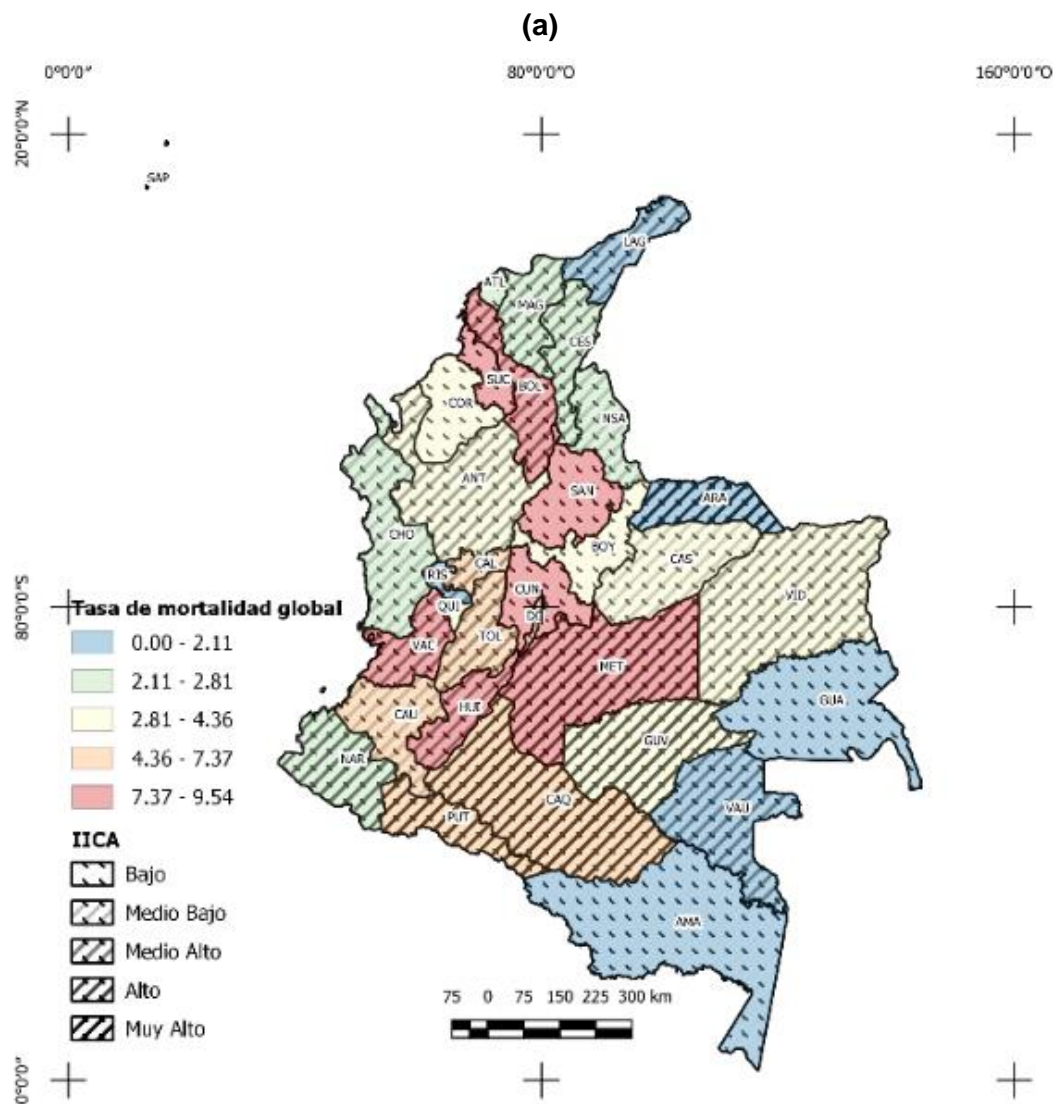 (a)
0°0'0" 80°0'0"O 160°0'0"O
20°0'0"N
SAP
LAG
ATL
MAG
CES
SUC
BOL
COR
NSA
ANT
SAN
ARA
CHO
BOY
CAS
CAL
RIS
CUN
VID
80°0'0"S
Tasa de mortalidad global
QUI
DC
TOL
0.00 - 2.11
VAC
MET
2.11 - 2.81
GUA
2.81 - 4.36
CAU
HUI
GUV
4.36 - 7.37
NAR
7.37 - 9.54
CAQ
VAU
PUT
IICA
Bajo
Medio Bajo
AMA
Medio Alto
Alto
75 0 75 150 225 300 km
Muy Alto
0°0'0"